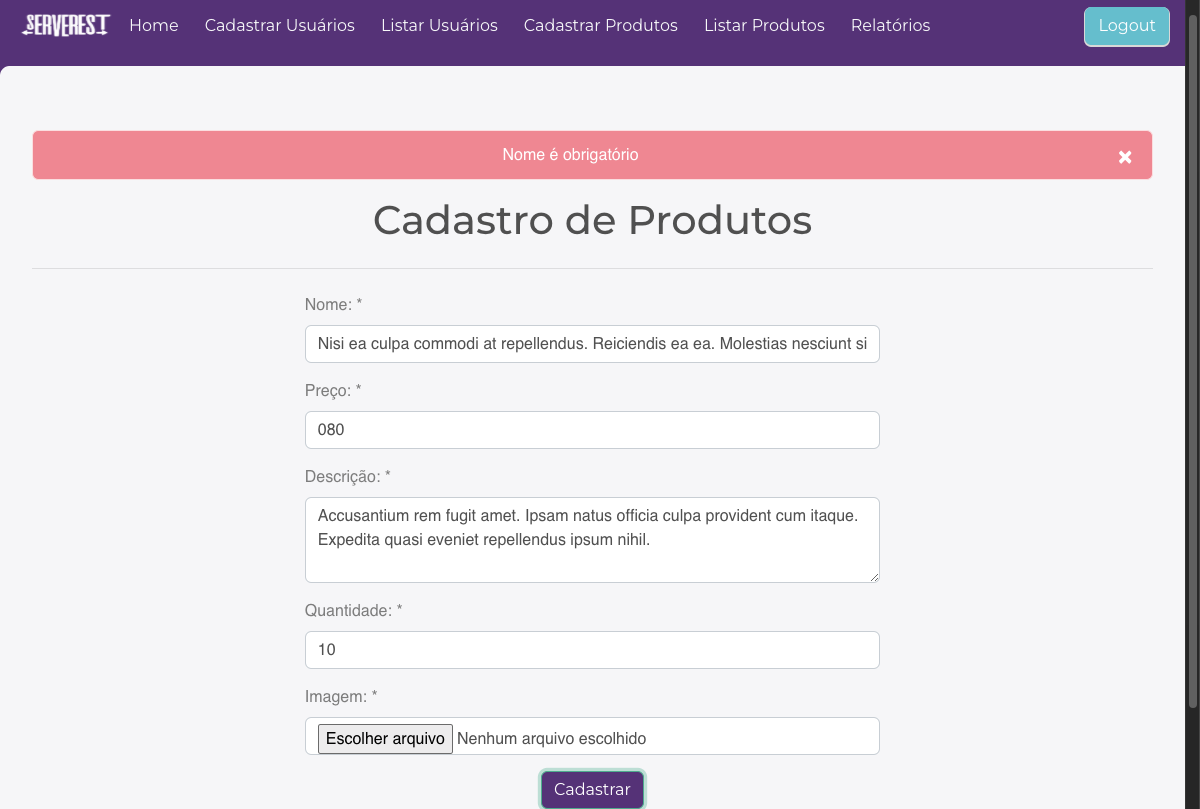 SERVEREST Home Cadastrar Usuários Listar Usuários Cadastrar Produtos Listar Produtos Relatórios Logout
Nome é obrigatório ×
Cadastro de Produtos
Nome: *
Nisi ea culpa commodi at repellendus. Reiciendis ea ea. Molestias nesciunt si
Preço: *
080
Descrição: *
Accusantium rem fugit amet. Ipsam natus officia culpa provident cum itaque.
Expedita quasi eveniet repellendus ipsum nihil.
Quantidade: *
10
Imagem: *
Escolher arquivo Nenhum arquivo escolhido
Cadastrar